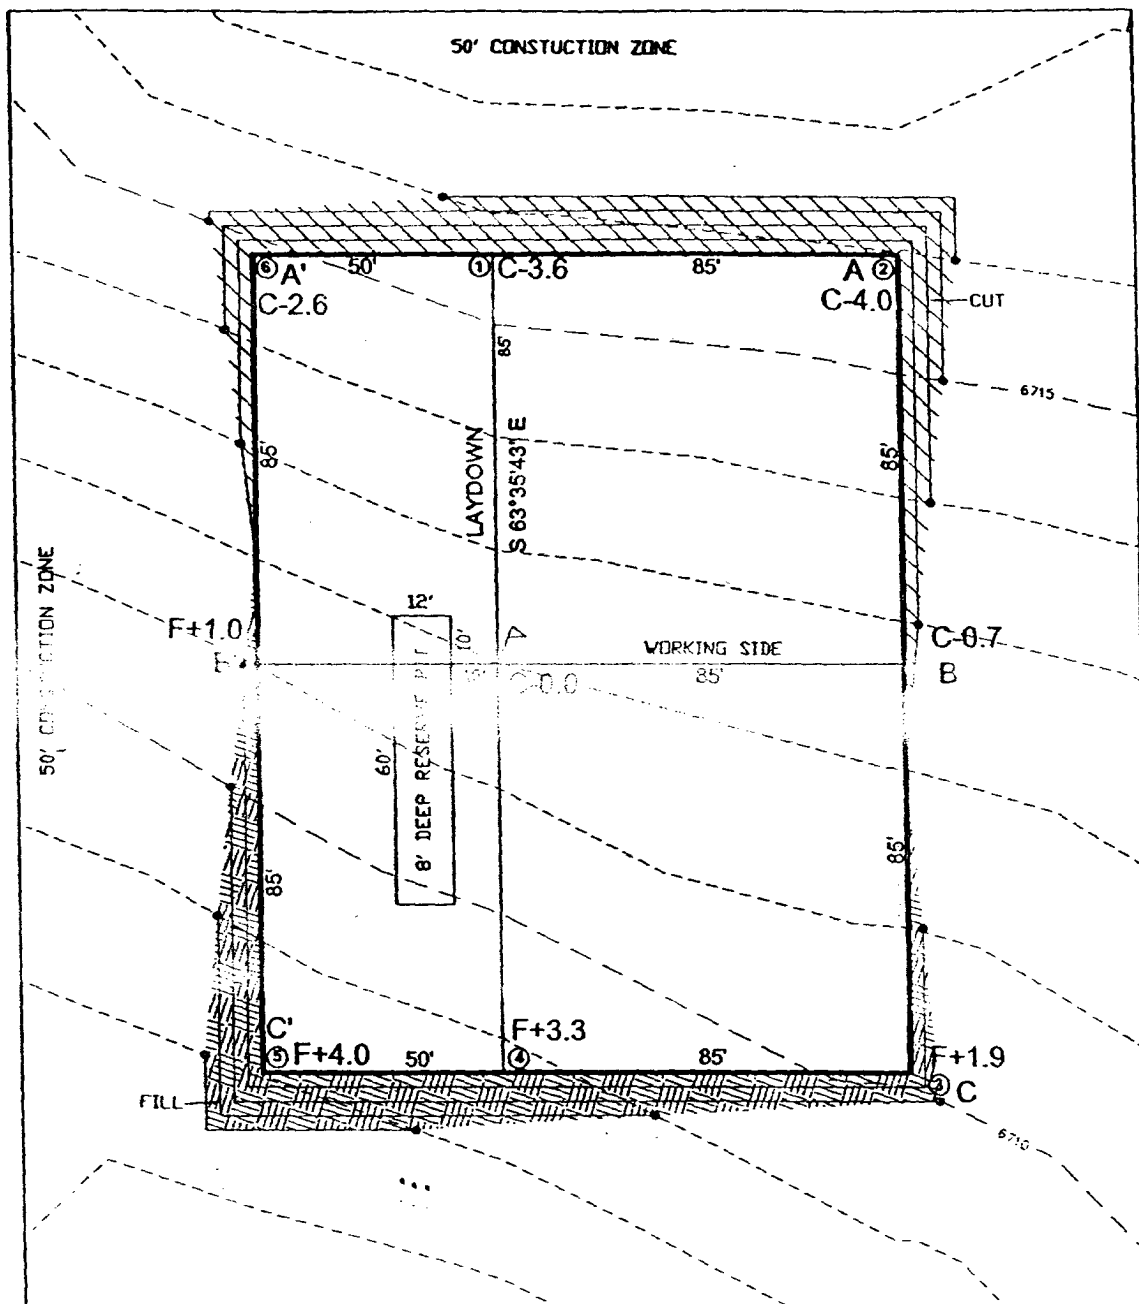 50' CONSTUCTION ZONE
⑥ A' 50' ① C-3.6 85' A ②
C-2.6
C-4.0
CUT
85'
6715
85'
LAYDOWN
S 63°35'43" E
85'
50' CONSTRUCTION ZONE
F+1.0
12'
10'
WORKING SIDE
85'
C-0.7
B
C-0.0
60'
8' DEEP RESERVE PIT
85'
85'
C'
⑤ F+4.0 50' ④ 85'
F+3.3
F+1.9
③ C
FILL
6710